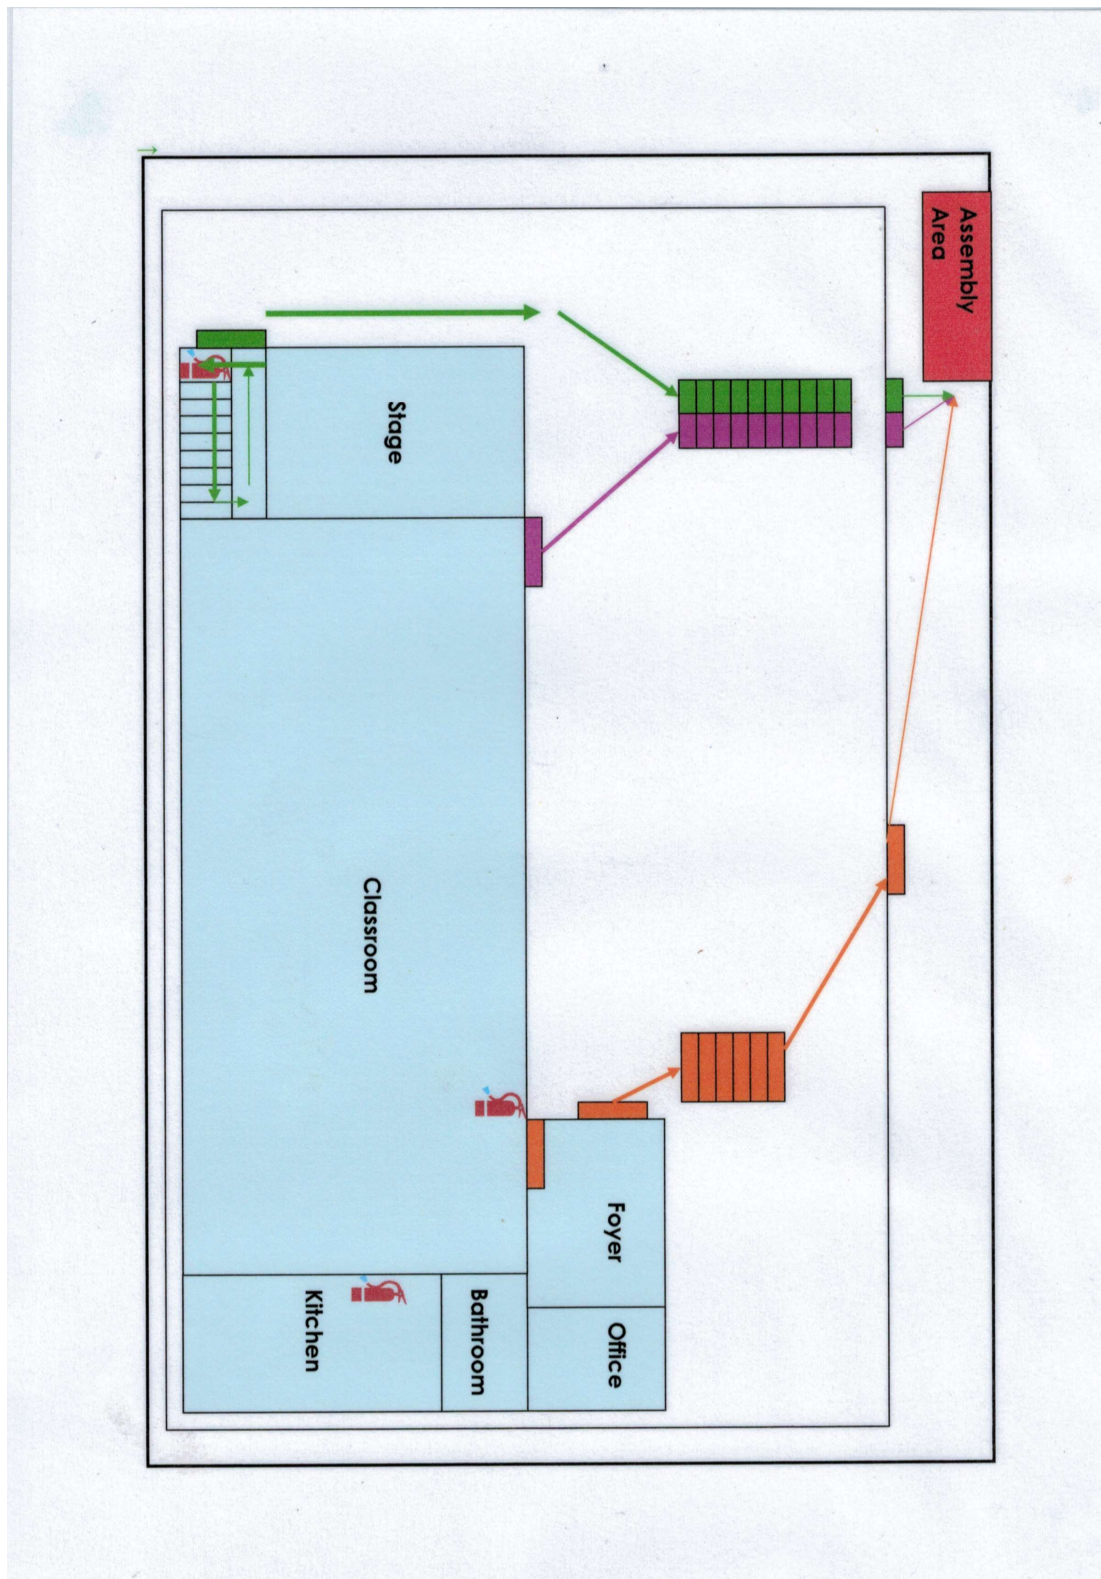 Assembly
Area
Stage
Classroom
Foyer
Office
Bathroom
Kitchen